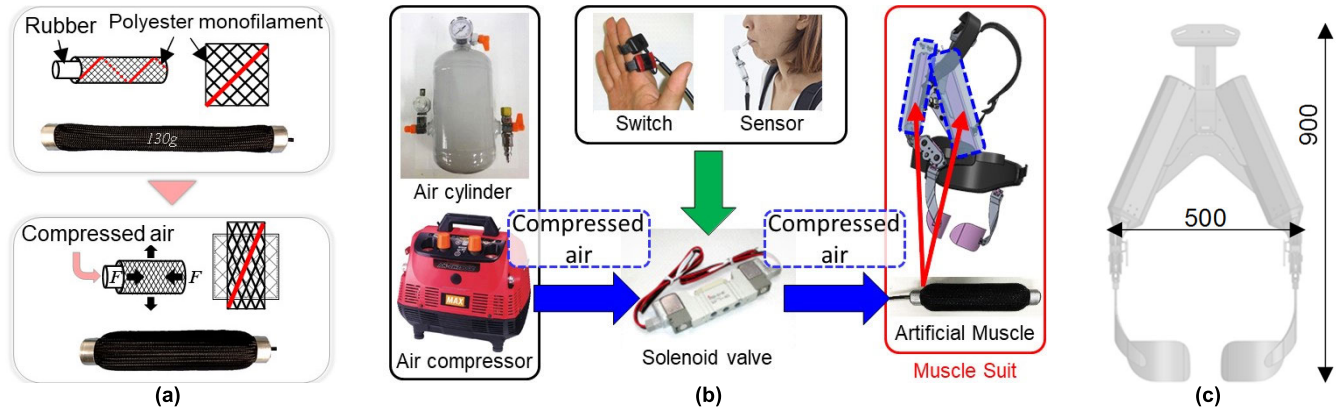 Rubber
Polyester monofilament
130g
Compressed air
F
F
(a)
Air cylinder
MAX
Air compressor
Compressed
air
Switch
Sensor
Solenoid valve
Compressed
air
Artificial Muscle
Muscle Suit
(b)
900
500
(c)